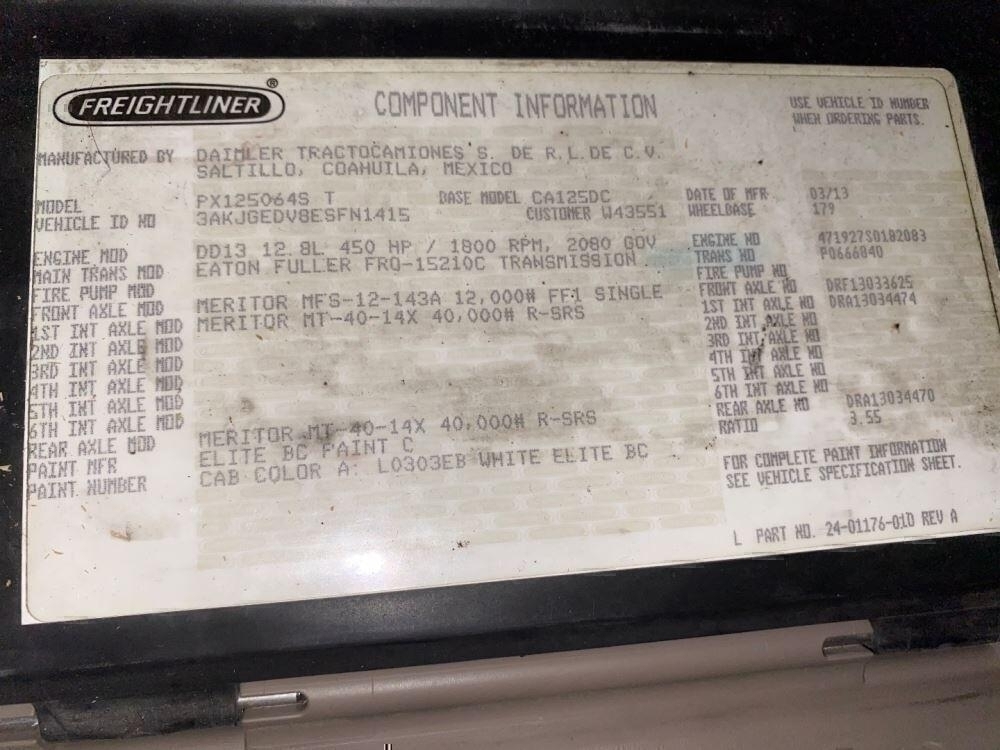 FREIGHTLINER ®
COMPONENT INFORMATION
USE VEHICLE ID NUMBER
WHEN ORDERING PARTS.
MANUFACTURED BY DAIMLER TRACTOCAMIONES S. DE R.L.DE C.V.
SALTILLO, COAHUILA, MEXICO
MODEL PX125064S T BASE MODEL CA125DC DATE OF MFR 03/13
VEHICLE ID NO 3AKJGEDV8ESFN1415 CUSTOMER W43551 WHEELBASE 179
ENGINE MOD DD13 12.8L 450 HP / 1800 RPM, 2080 GOV ENGINE NO 471927S0182083
MAIN TRANS MOD EATON FULLER FRO-15210C TRANSMISSION TRANS NO P0666840
FIRE PUMP MOD FIRE PUMP NO
FRONT AXLE MOD MERITOR MFS-12-143A 12,000# FF1 SINGLE FRONT AXLE NO DRF13033625
1ST INT AXLE MOD MERITOR MT-40-14X 40,000# R-SRS 1ST INT AXLE NO DRA13034474
2ND INT AXLE MOD 2ND INT AXLE NO
3RD INT AXLE MOD 3RD INT AXLE NO
4TH INT AXLE MOD 4TH INT AXLE NO
5TH INT AXLE MOD 5TH INT AXLE NO
6TH INT AXLE MOD 6TH INT AXLE NO
REAR AXLE MOD MERITOR MT-40-14X 40,000# R-SRS REAR AXLE NO DRA13034470
PAINT MFR ELITE BC PAINT C RATIO 3.55
PAINT NUMBER CAB COLOR A: L0303EB WHITE ELITE BC
FOR COMPLETE PAINT INFORMATION
SEE VEHICLE SPECIFICATION SHEET.
L PART NO. 24-01176-01D REV A